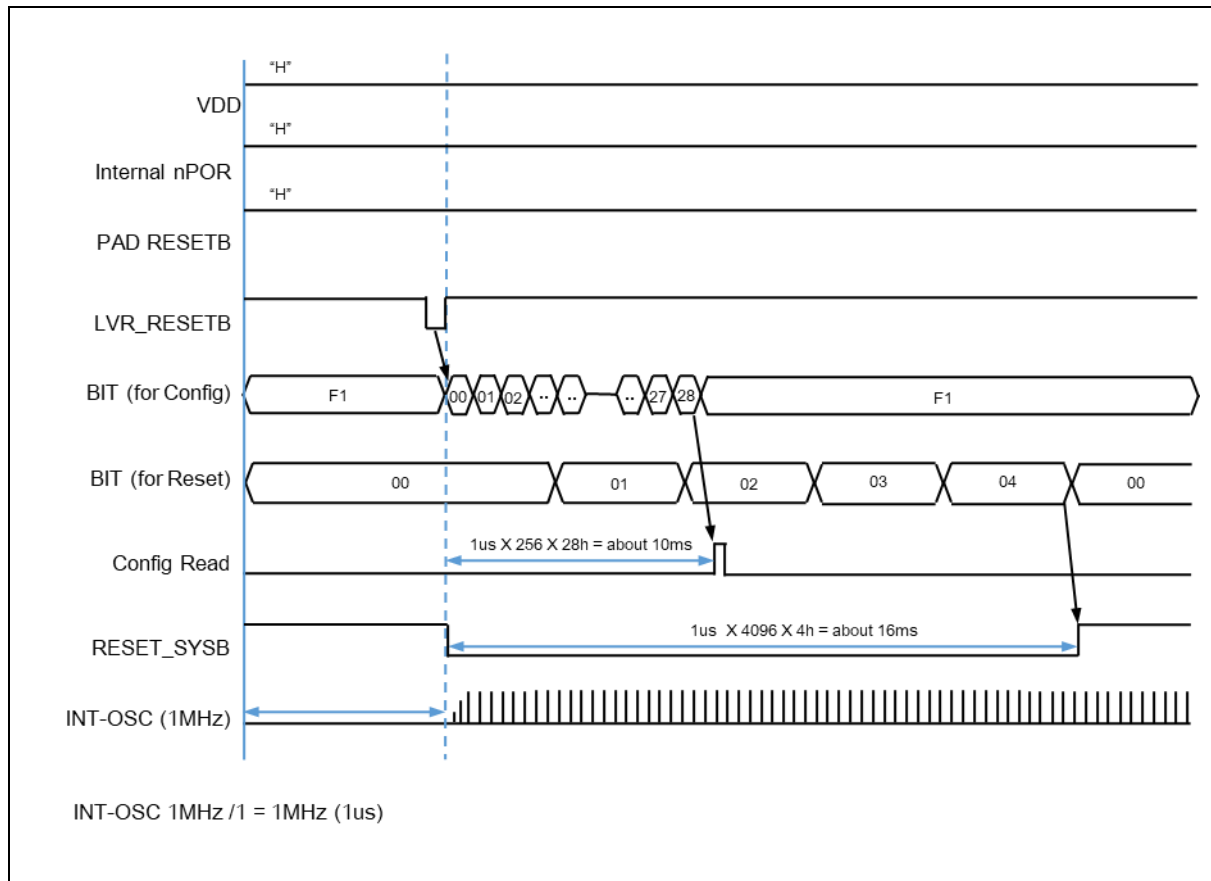 “H”
VDD
“H”
Internal nPOR
“H”
PAD RESETB
LVR_RESETB
BIT (for Config) F1 00 01 02 .. .. .. 27 28 F1
BIT (for Reset) 00 01 02 03 04 00
1us X 256 X 28h = about 10ms
Config Read
1us X 4096 X 4h = about 16ms
RESET_SYSB
INT-OSC (1MHz)
INT-OSC 1MHz /1 = 1MHz (1us)